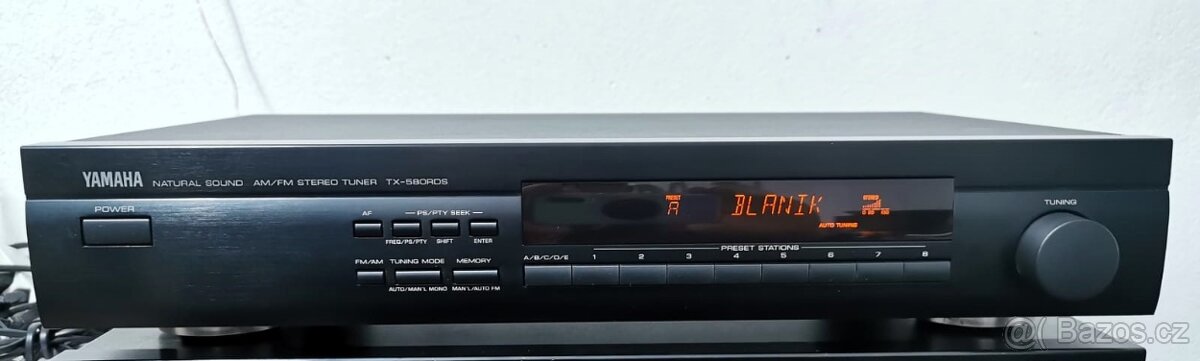 YAMAHA NATURAL SOUND AM/FM STEREO TUNER TX-580RDS
POWER
AF PS/PTY SEEK
FREQ/PS/PTY SHIFT ENTER
FM/AM TUNING MODE MEMORY
AUTO/MAN'L MONO MAN'L/AUTO FM
PRESET
A BLANIK
STEREO
AUTO TUNING
PRESET STATIONS
A/B/C/D/E 1 2 3 4 5 6 7 8
TUNING
Bazos.cz